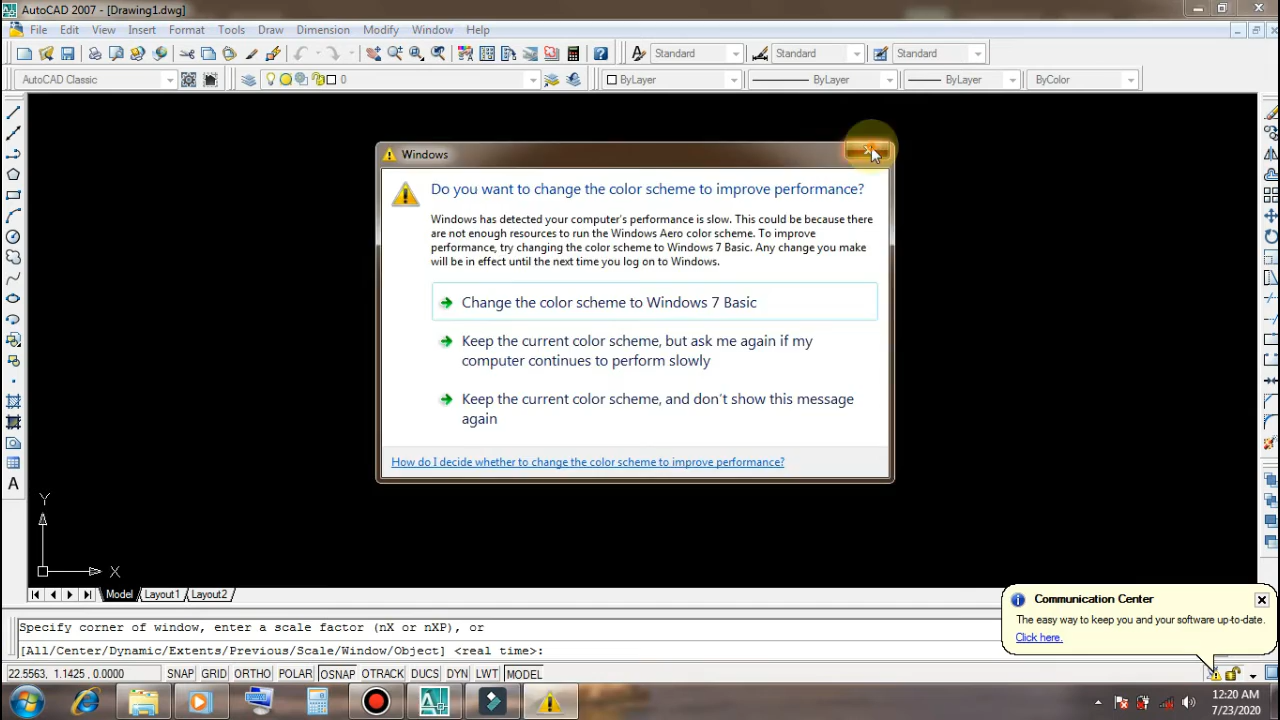 AutoCAD 2007 - [Drawing1.dwg]
File Edit View Insert Format Tools Draw Dimension Modify Window Help
Standard Standard Standard
AutoCAD Classic 0 ByLayer ByLayer ByLayer ByColor
Windows
Do you want to change the color scheme to improve performance?
Windows has detected your computer's performance is slow. This could be because there
are not enough resources to run the Windows Aero color scheme. To improve
performance, try changing the color scheme to Windows 7 Basic. Any change you make
will be in effect until the next time you log on to Windows.
Change the color scheme to Windows 7 Basic
Keep the current color scheme, but ask me again if my
computer continues to perform slowly
Keep the current color scheme, and don't show this message
again
How do I decide whether to change the color scheme to improve performance?
A
Y
X
Model Layout1 Layout2
Communication Center
The easy way to keep you and your software up-to-date.
Click here.
Specify corner of window, enter a scale factor (nX or nXP), or
[All/Center/Dynamic/Extents/Previous/Scale/Window/Object] <real time>:
22.5563, 1.1425, 0.0000 SNAP GRID ORTHO POLAR OSNAP OTRACK DUCS DYN LWT MODEL
12:20 AM
7/23/2020